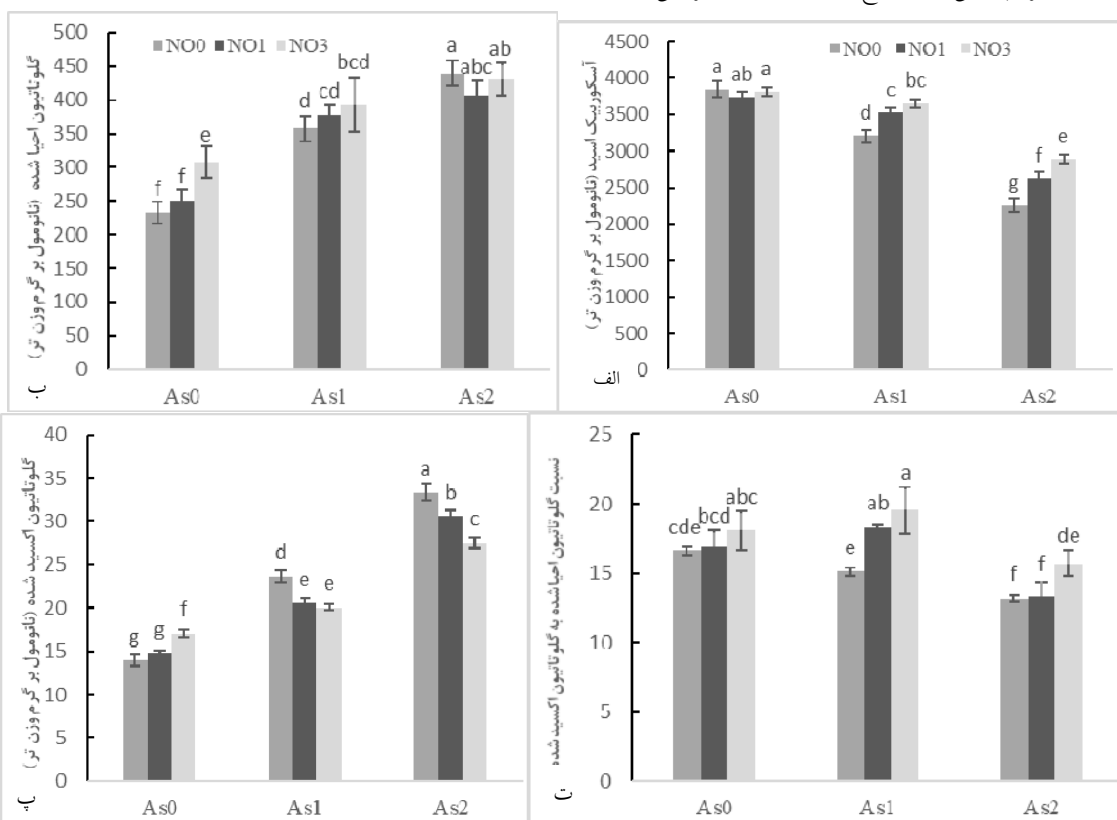 500
450
400
350
300
250
200
150
100
50
0
گلوتاتیون احیا شده (نانومول بر گرم وزن تر)
NO0 NO1 NO3
f f e
d cd bcd
a abc ab
As0 As1 As2
ب
4500
4000
3500
3000
2500
2000
1500
1000
500
0
آسکوربیک اسید (نانومول بر گرم وزن تر)
NO0 NO1 NO3
a ab a
d c bc
g f e
As0 As1 As2
الف
40
35
30
25
20
15
10
5
0
گلوتاتیون اکسید شده (نانومول بر گرم وزن تر)
g g f
d e e
a b c
As0 As1 As2
پ
25
20
15
10
5
0
نسبت گلوتاتیون احیا شده به گلوتاتیون اکسید شده
cde bcd abc
e ab a
f f de
As0 As1 As2
ت